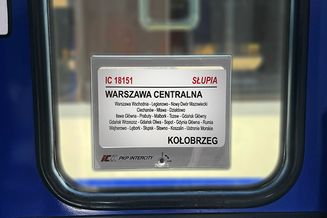 IC 18151 SŁUPIA
WARSZAWA CENTRALNA
Warszawa Wschodnia - Legionowo - Nowy Dwór Mazowiecki
Ciechanów - Mława - Działdowo
Iława Główna - Prabuty - Malbork - Tczew - Gdańsk Główny
Gdańsk Wrzeszcz - Gdańsk Oliwa - Sopot - Gdynia Główna - Rumia
Wejherowo - Lębork - Słupsk - Sławno - Koszalin - Ustronie Morskie
KOŁOBRZEG
IC PKP INTERCITY